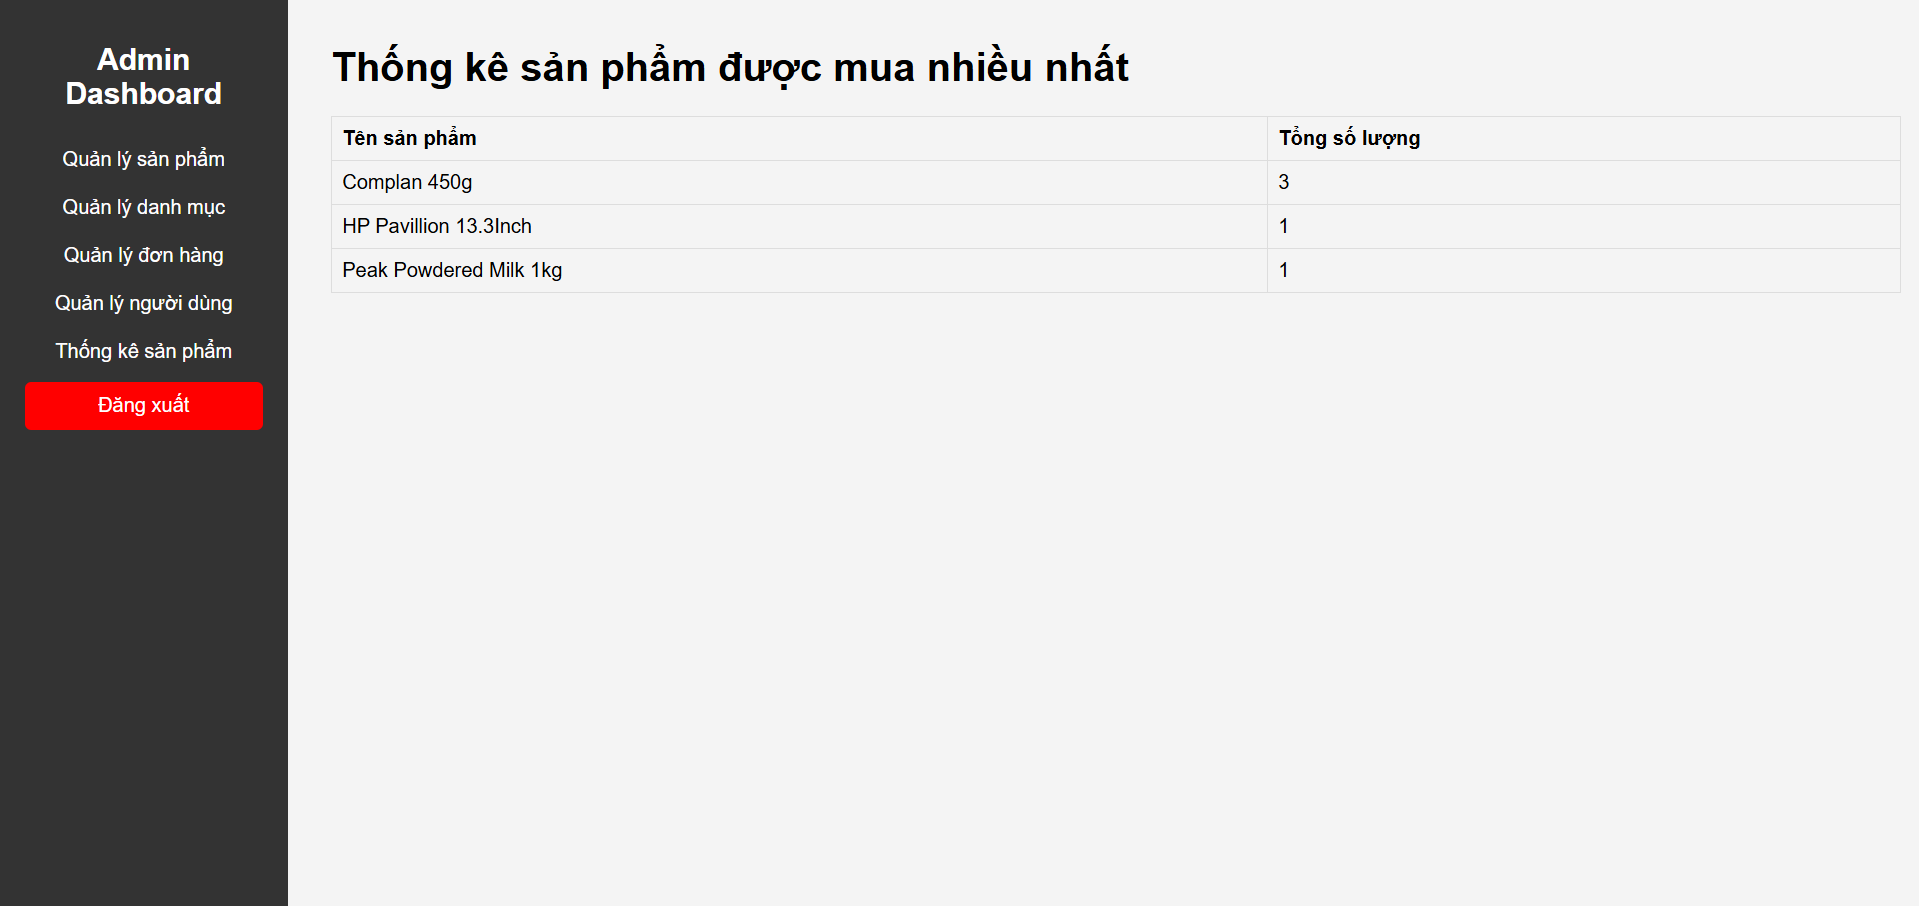 Admin
Dashboard
Quản lý sản phẩm
Quản lý danh mục
Quản lý đơn hàng
Quản lý người dùng
Thống kê sản phẩm
Đăng xuất
Thống kê sản phẩm được mua nhiều nhất
Tên sản phẩm Tổng số lượng
Complan 450g 3
HP Pavillion 13.3Inch 1
Peak Powdered Milk 1kg 1